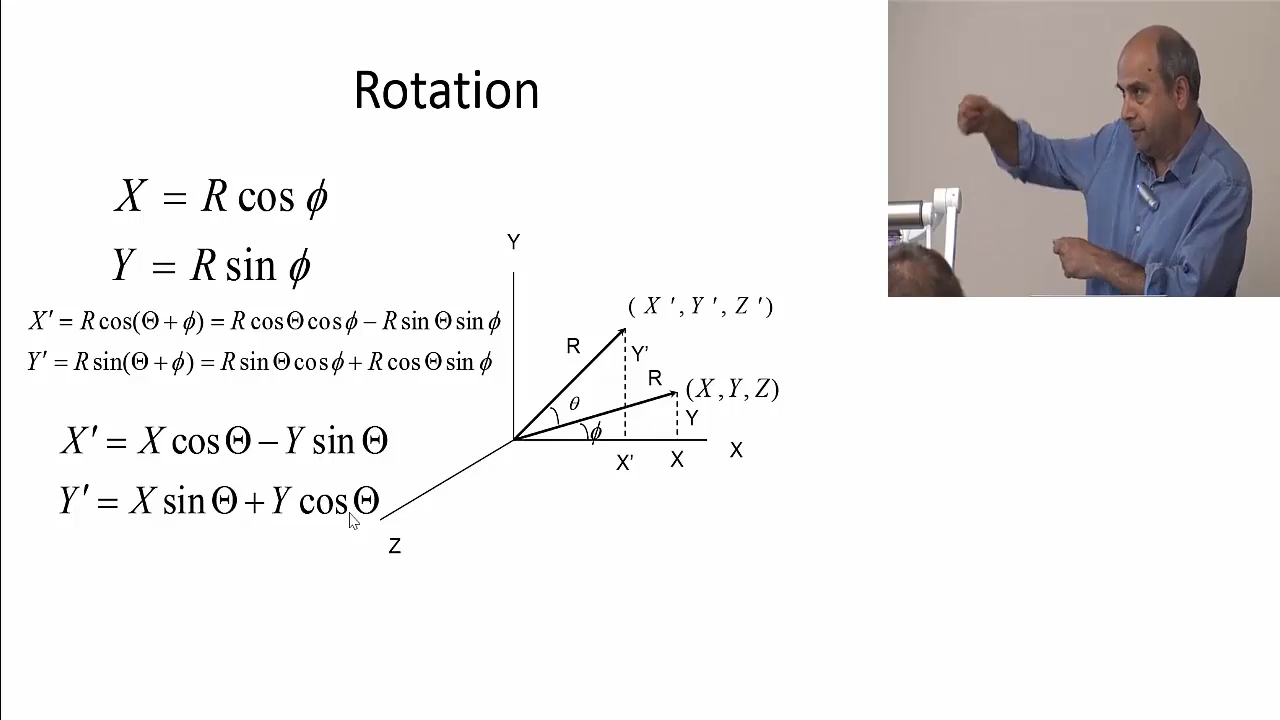 Rotation
X = R cos ϕ
Y = R sin ϕ
X′ = R cos(Θ + ϕ) = R cos Θ cos ϕ − R sin Θ sin ϕ
Y′ = R sin(Θ + ϕ) = R sin Θ cos ϕ + R cos Θ sin ϕ
X′ = X cos Θ − Y sin Θ
Y′ = X sin Θ + Y cos Θ
Y
( X ′, Y ′, Z ′)
R
Y'
R
(X, Y, Z)
θ
Y
ϕ
X'
X
X
Z